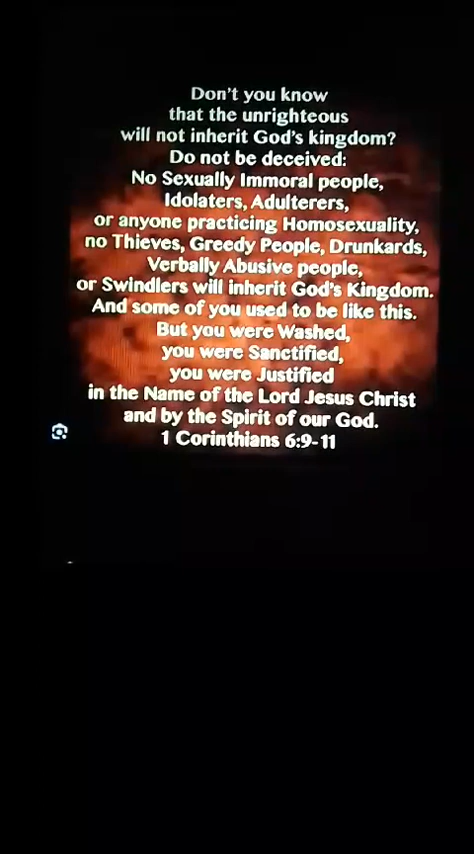 Don't you know
that the unrighteous
will not inherit God's kingdom?
Do not be deceived:
No Sexually Immoral people,
Idolaters, Adulterers,
or anyone practicing Homosexuality,
no Thieves, Greedy People, Drunkards,
Verbally Abusive people,
or Swindlers will inherit God's Kingdom.
And some of you used to be like this.
But you were Washed,
you were Sanctified,
you were Justified
in the Name of the Lord Jesus Christ
and by the Spirit of our God.
1 Corinthians 6:9-11